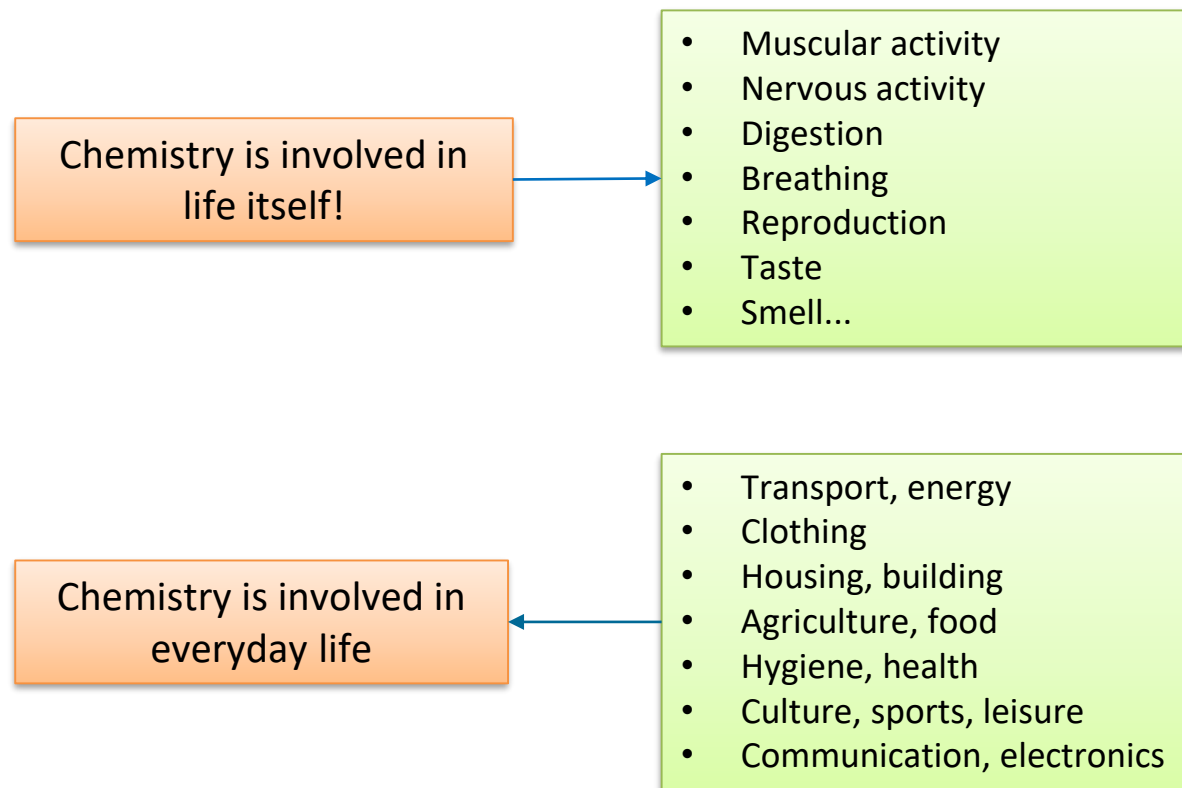 Chemistry is involved in
life itself!
• Muscular activity
• Nervous activity
• Digestion
• Breathing
• Reproduction
• Taste
• Smell...
Chemistry is involved in
everyday life
• Transport, energy
• Clothing
• Housing, building
• Agriculture, food
• Hygiene, health
• Culture, sports, leisure
• Communication, electronics